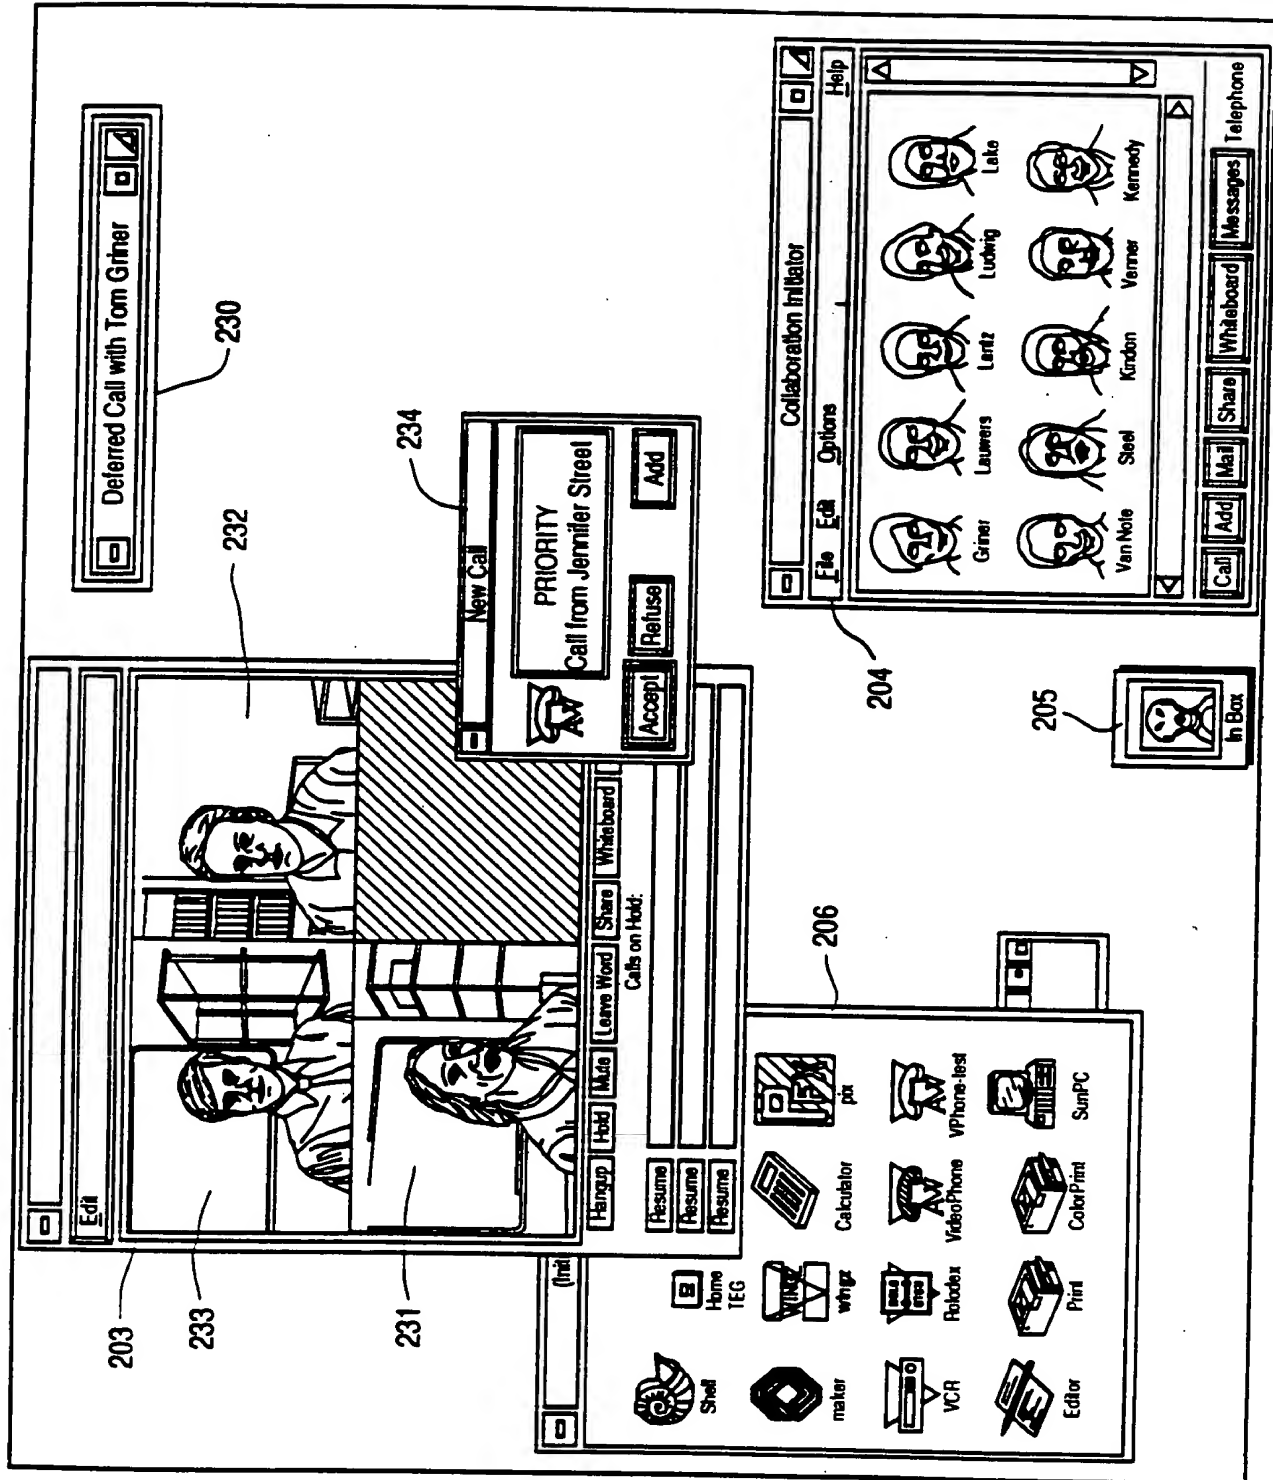 203
233
231
232
230
234
204
205
206
Edit
Hangup Hold Mute Leave Word Share Whiteboard
Calls on Hold:
Resume
Resume
Resume
Deferred Call with Tom Griner
New Call
PRIORITY
Call from Jennifer Street
Accept Refuse Add
Collaboration Initiator
File Edit Options Help
Griner Lauwers Lantz Ludwig Lake
Van Note Steel Kindon Venner Kennedy
Call Add Mail Share Whiteboard Messages Telephone
In Box
Shell Home
TEG
maker wingz Calculator pix
VCR Rolodex VideoPhone VPhone-test
Editor Print ColorPrint SunPC